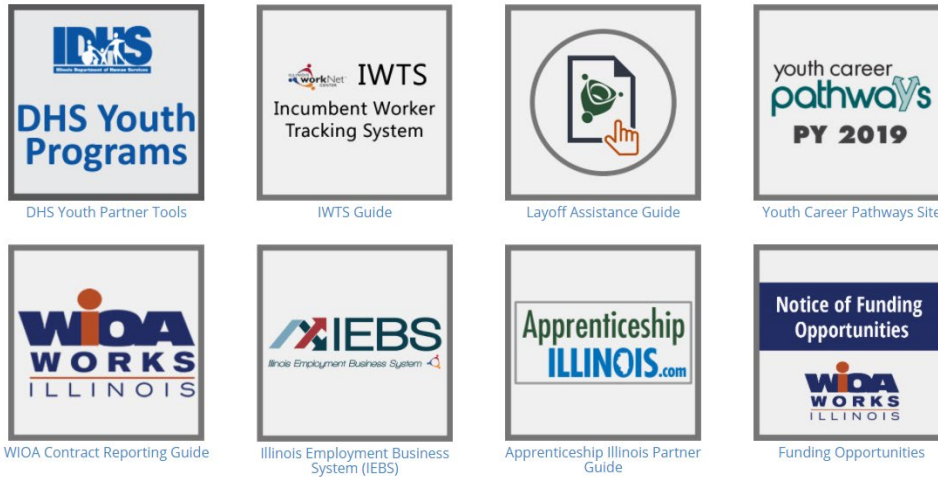 IDHS
Illinois Department of Human Services
DHS Youth
Programs
DHS Youth Partner Tools
workNet
CENTER
IWTS
Incumbent Worker
Tracking System
IWTS Guide
Layoff Assistance Guide
youth career
pathways
PY 2019
Youth Career Pathways Site
WIOA
WORKS
ILLINOIS
WIOA Contract Reporting Guide
IEBS
Illinois Employment Business System
Illinois Employment Business
System (IEBS)
Apprenticeship
ILLINOIS.com
Apprenticeship Illinois Partner
Guide
Notice of Funding
Opportunities
WIOA
WORKS
ILLINOIS
Funding Opportunities